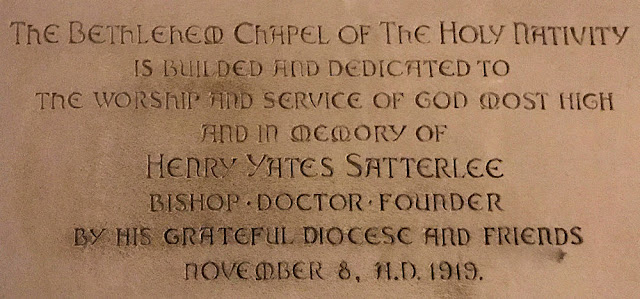 The Bethlehem Chapel of The Holy Nativity
is builded and dedicated to
the worship and service of God most high
and in memory of
Henry Yates Satterlee
Bishop · Doctor · Founder
by his grateful diocese and friends
November 8, A.D. 1919.